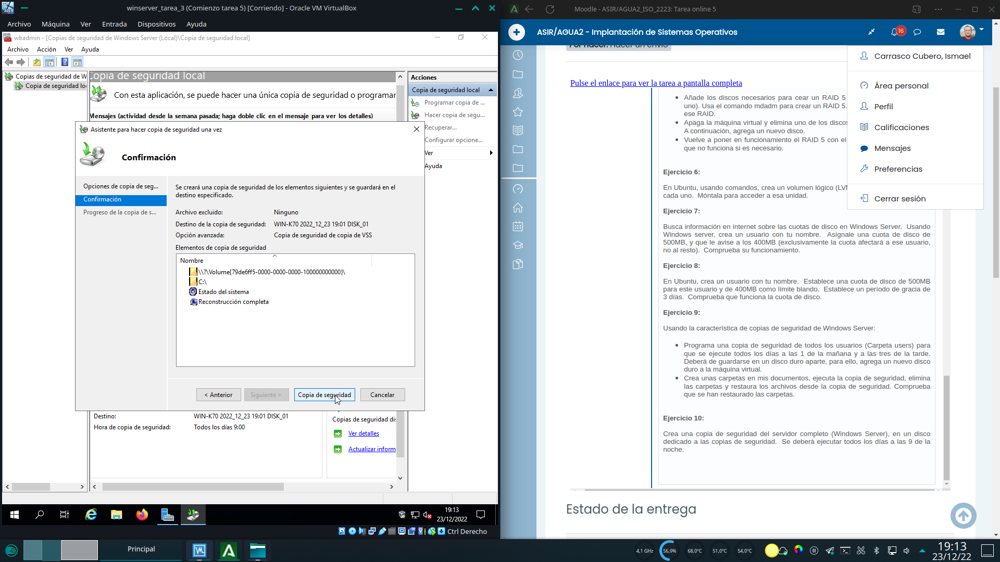 winserver_tarea_3 (Comienzo tarea 5) [Corriendo] - Oracle VM VirtualBox
Archivo Máquina Ver Entrada Dispositivos Ayuda
wbadmin - [Copias de seguridad de Windows Server (Local)\Copia de seguridad local]
Archivo Acción Ver Ayuda
Copias de seguridad de W
Copia de seguridad lo
Copia de seguridad local
Con esta aplicación, se puede hacer una única copia de seguridad o programar
Mensajes (actividad desde la semana pasada; haga doble clic en el mensaje para ver los detalles)
Acciones
Copia de seguridad local
Programar copia de ...
Hacer copia de segu...
Recuperar...
Configurar opcione...
Ver
Ayuda
Asistente para hacer copia de seguridad una vez
Confirmación
Opciones de copia de seg...
Confirmación
Progreso de la copia de s...
Se creará una copia de seguridad de los elementos siguientes y se guardará en el
destino especificado.
Archivo excluido: Ninguno
Destino de la copia de seguridad: WIN-K70 2022_12_23 19:01 DISK_01
Opción avanzada: Copia de seguridad de copia de VSS
Elementos de copia de seguridad
Nombre
\\?\Volume{79de6ff5-0000-0000-0000-100000000000}\
C:\
Estado del sistema
Reconstrucción completa
< Anterior Siguiente > Copia de seguridad Cancelar
Destino: WIN-K70 2022_12_23 19:01 DISK_01
Hora de copia de seguridad: Todos los días 9:00
Copias de seguridad di
Ver detalles
Actualizar inform
19:13
23/12/2022
Ctrl Derecho
Moodle - ASIR/AGUA2_ISO_2223: Tarea online 5
ASIR/AGUA2 - Implantación de Sistemas Operativos
16
Por hacer: Hacer un envío
Pulse el enlace para ver la tarea a pantalla completa
Carrasco Cubero, Ismael
Área personal
Perfil
Calificaciones
Mensajes
Preferencias
Cerrar sesión
Añade los discos necesarios para cear un RAID 5
uno). Usa el comando mdadm para crear un RAID 5.
ese RAID.
Apaga la máquina virtual y elimina uno de los discos
A continuación, agrega un nuevo disco.
Vuelve a poner en funcionamiento el RAID 5 con el
que no funciona si es necesario.
Ejercicio 6:
En Ubuntu, usando comandos, crea un volumen lógico (LV
cada uno. Móntala para acceder a esa unidad.
Ejercicio 7:
Busca información en internet sobre las cuotas de disco en Windows Server. Usando
Windows server, crea un usuario con tu nombre. Asígnale una cuota de disco de
500MB, y que le avise a los 400MB (exclusivamente la cuota afectará a ese usuario,
no al resto). Comprueba su funcionamiento.
Ejercicio 8:
En Ubuntu, crea un usuario con tu nombre. Establece una cuota de disco de 500MB
para este usuario y de 400MB como límite blando. Establece un período de gracia de
3 días. Comprueba que funciona la cuota de disco.
Ejercicio 9:
Usando la característica de copias de seguridad de Windows Server:
Programa una copia de seguridad de todos los usuarios (Carpeta users) para
que se ejecute todos los días a las 1 de la mañana y a las tres de la tarde.
Deberá de guardarse en un disco duro aparte, para ello, agrega un nuevo disco
duro a la máquina virtual.
Crea unas carpetas en mis documentos, ejecuta la copia de seguridad, elimina
las carpetas y restaura los archivos desde la copia de seguridad. Comprueba
que se han restaurado las carpetas.
Ejercicio 10:
Crea una copia de seguridad del servidor completo (Windows Server), en un disco
dedicado a las copias de seguridad. Se deberá ejecutar todos los días a las 9 de la
noche.
Estado de la entrega
Principal
4,1 GHz 56,9% 68,0°C 51,0°C 54,0°C
19:13
23/12/22